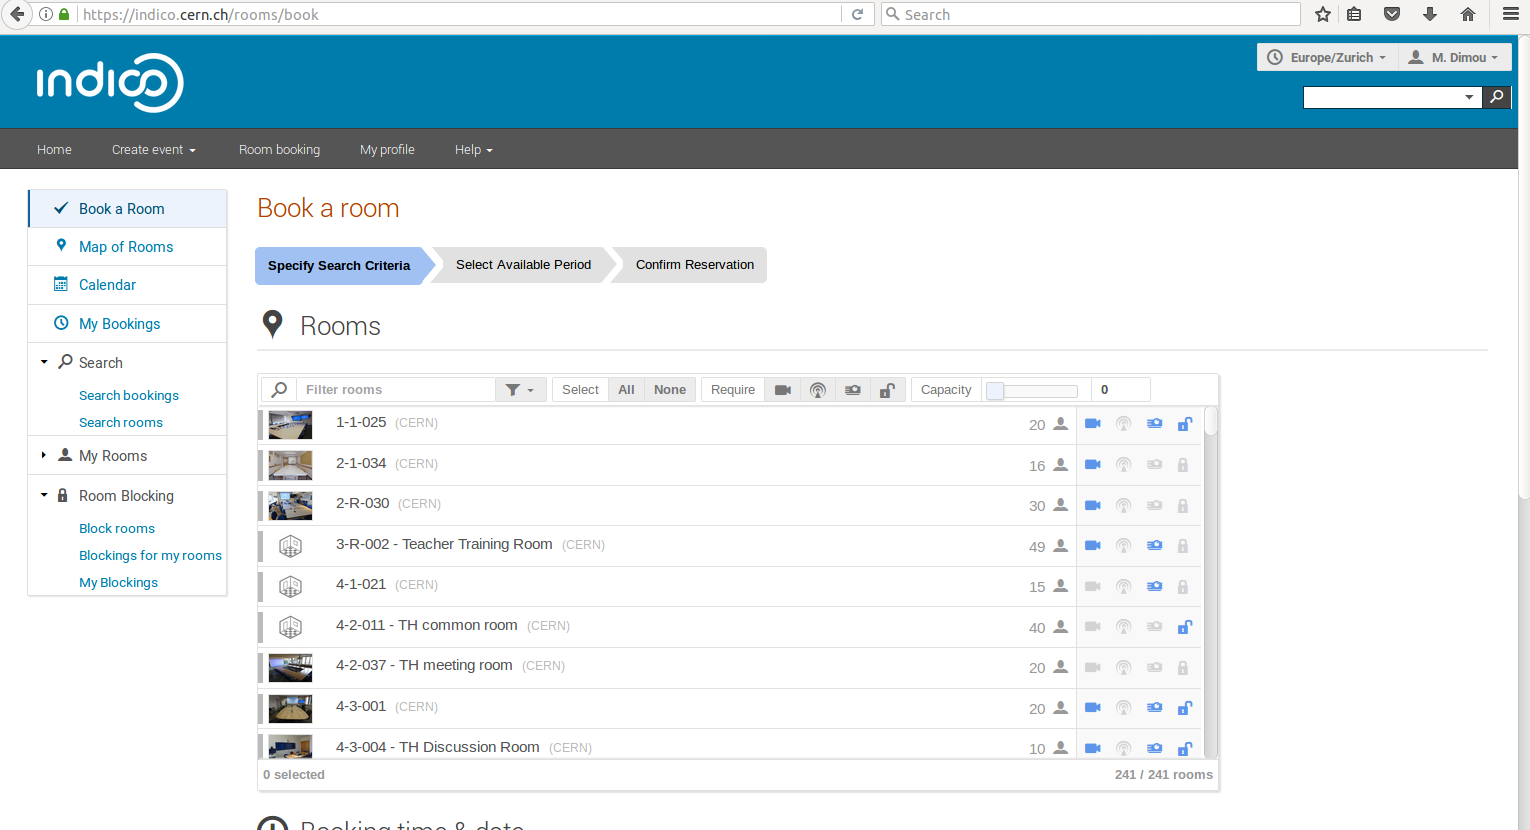 https://indico.cern.ch/rooms/book
Search
indico
Europe/Zurich
M. Dimou
Home
Create event
Room booking
My profile
Help
Book a Room
Map of Rooms
Calendar
My Bookings
Search
Search bookings
Search rooms
My Rooms
Room Blocking
Block rooms
Blockings for my rooms
My Blockings
Book a room
Specify Search Criteria
Select Available Period
Confirm Reservation
Rooms
Filter rooms
Select All None
Require
Capacity 0
1-1-025 (CERN) 20
2-1-034 (CERN) 16
2-R-030 (CERN) 30
3-R-002 - Teacher Training Room (CERN) 49
4-1-021 (CERN) 15
4-2-011 - TH common room (CERN) 40
4-2-037 - TH meeting room (CERN) 20
4-3-001 (CERN) 20
4-3-004 - TH Discussion Room (CERN) 10
0 selected 241 / 241 rooms
Booking time & date